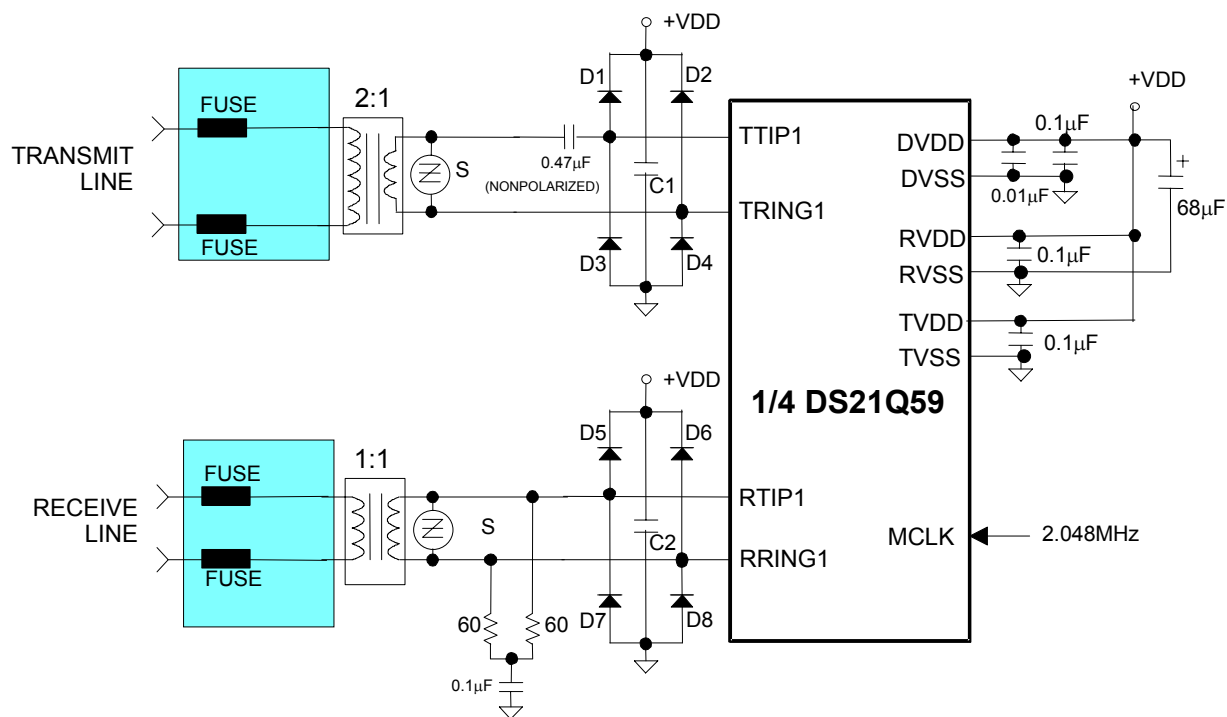 +VDD
FUSE
2:1
D1
D2
TRANSMIT
LINE
S
0.47µF
(NONPOLARIZED)
C1
FUSE
D3
D4
TTIP1
TRING1
DVDD
DVSS
RVDD
RVSS
TVDD
TVSS
+VDD
0.1µF
0.01µF
+
68µF
0.1µF
0.1µF
1/4 DS21Q59
+VDD
FUSE
1:1
D5
D6
RECEIVE
LINE
S
C2
FUSE
D7
D8
60
60
0.1µF
RTIP1
RRING1
MCLK
2.048MHz